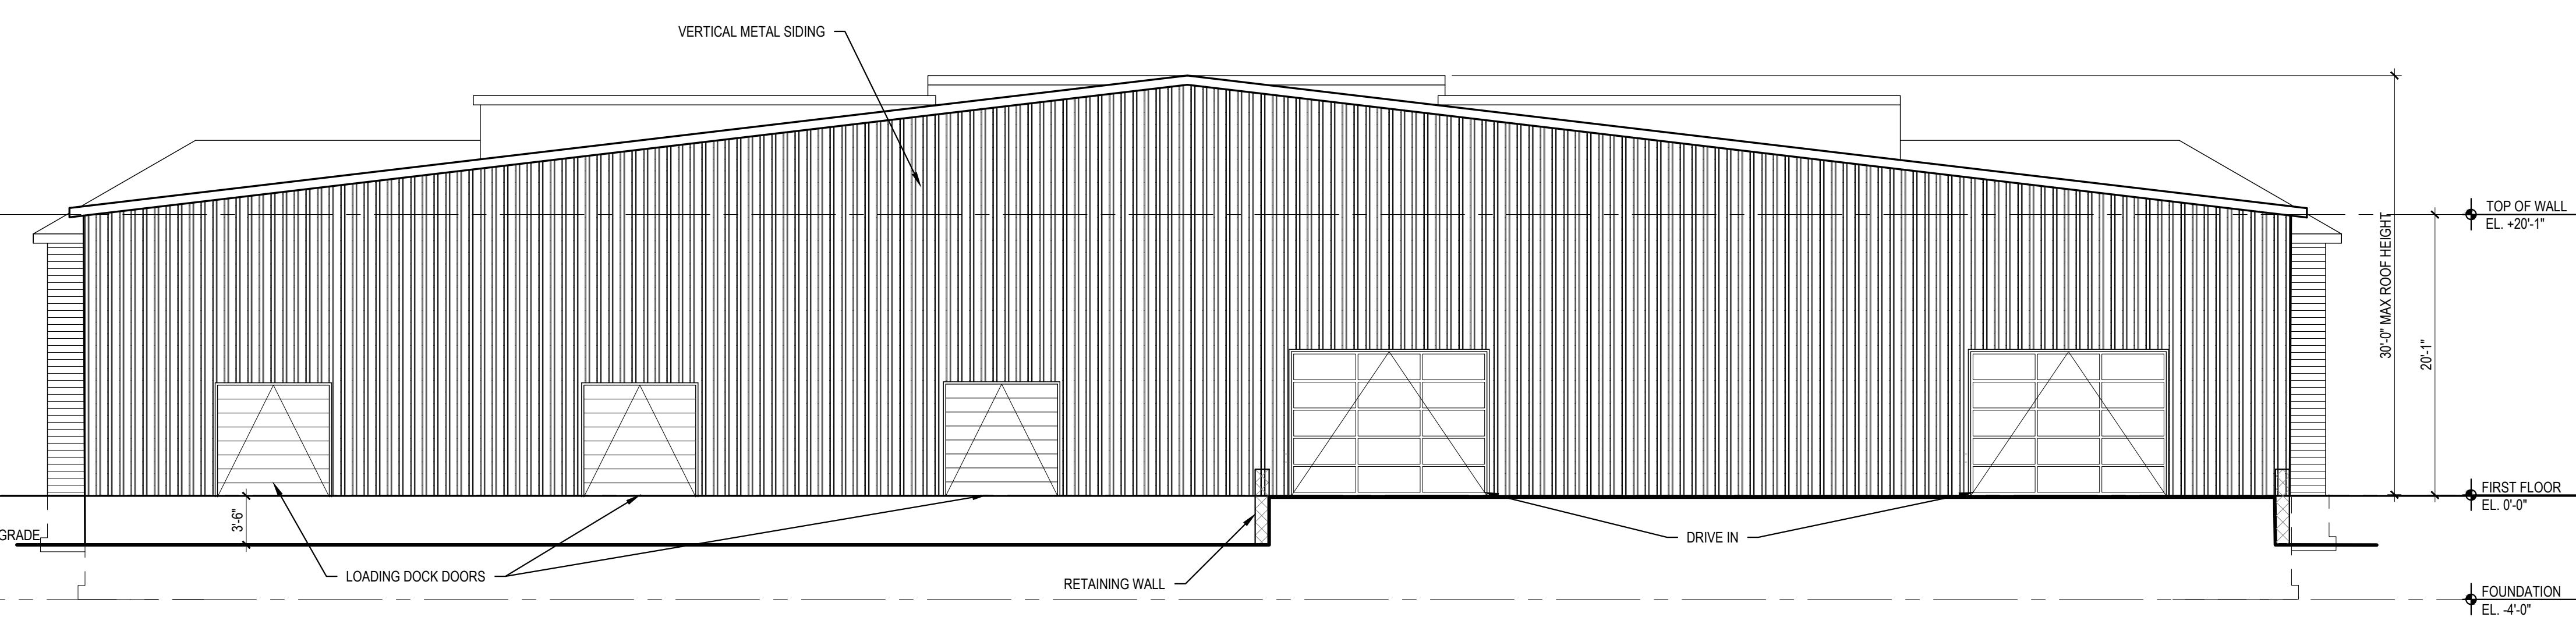 VERTICAL METAL SIDING
TOP OF WALL
EL. +20'-1"
30'-0" MAX ROOF HEIGHT
20'-1"
FIRST FLOOR
EL. 0'-0"
3'-6"
GRADE
DRIVE IN
LOADING DOCK DOORS
RETAINING WALL
FOUNDATION
EL. -4'-0"